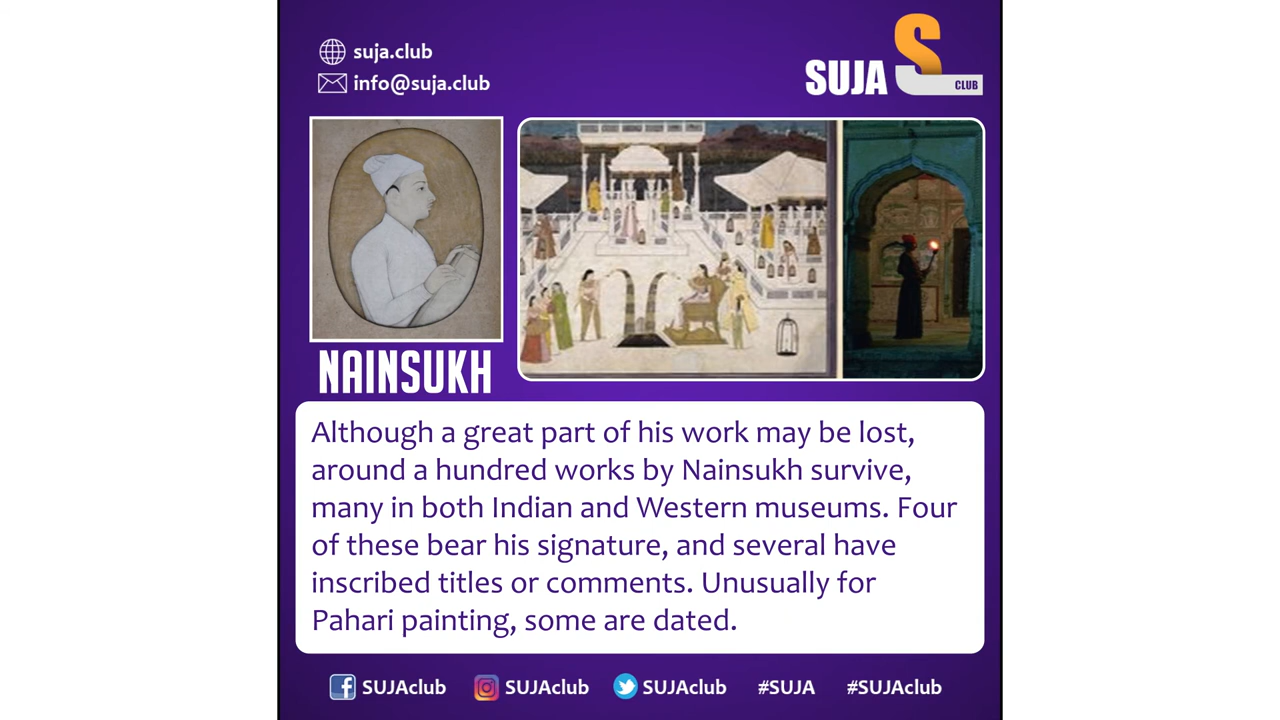 suja.club
info@suja.club
SUJA S CLUB
NAINSUKH
Although a great part of his work may be lost,
around a hundred works by Nainsukh survive,
many in both Indian and Western museums. Four
of these bear his signature, and several have
inscribed titles or comments. Unusually for
Pahari painting, some are dated.
SUJAclub SUJAclub SUJAclub #SUJA #SUJAclub